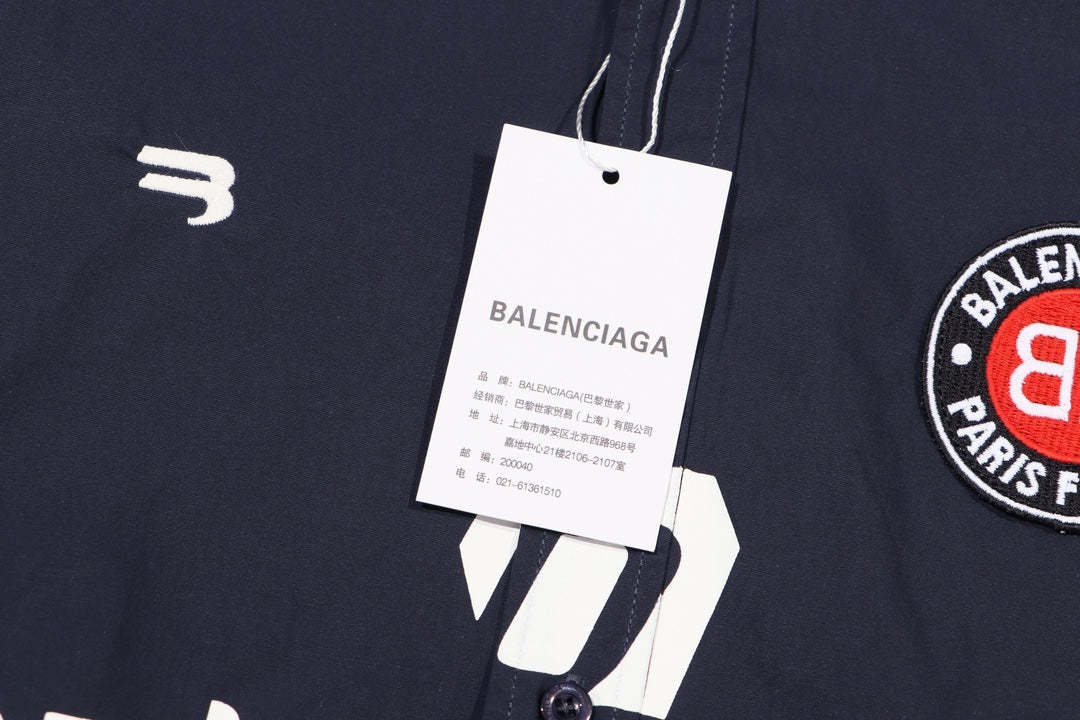 BALENCIAGA
品 牌：BALENCIAGA(巴黎世家）
经销商：巴黎世家贸易（上海）有限公司
地 址：上海市静安区北京西路968号
嘉地中心21楼2106-2107室
邮 编：200040
电 话：021-61361510
B
PARIS